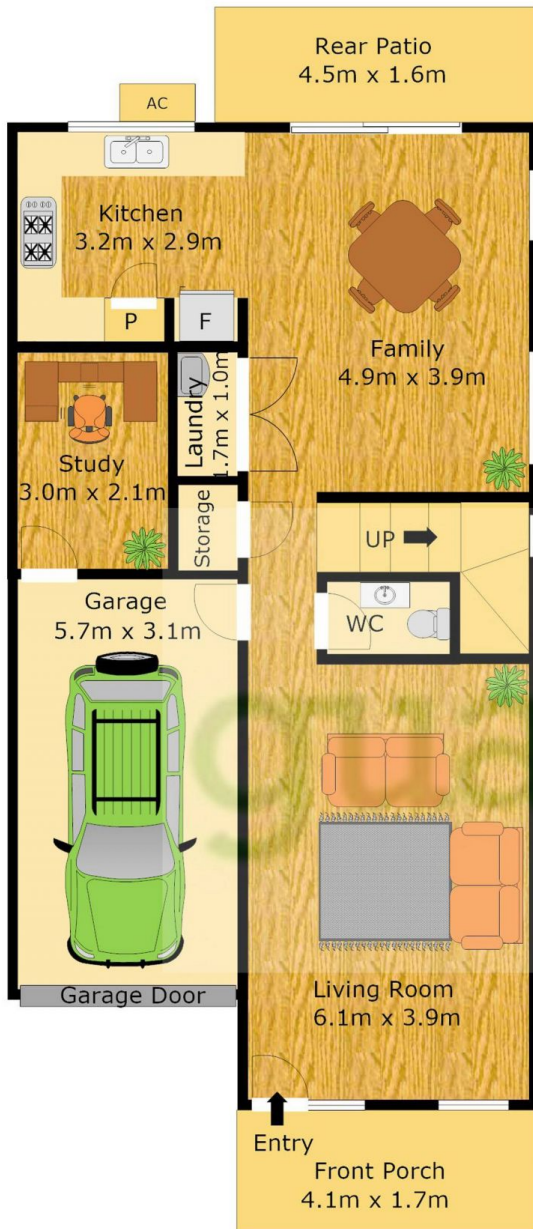 Rear Patio
4.5m x 1.6m
AC
Kitchen
3.2m x 2.9m
P
F
Family
4.9m x 3.9m
Laundry
1.7m x 1.0m
Study
3.0m x 2.1m
Storage
UP
Garage
5.7m x 3.1m
WC
Living Room
6.1m x 3.9m
Garage Door
Entry
Front Porch
4.1m x 1.7m